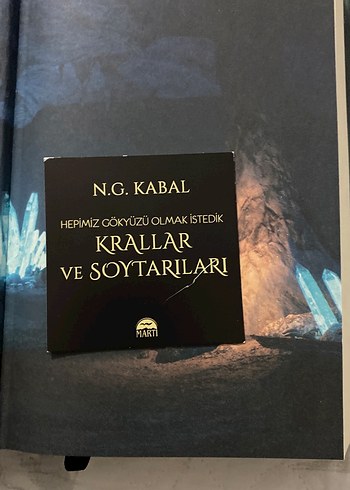 N.G. KABAL
HEPİMİZ GÖKYÜZÜ OLMAK İSTEDİK
KRALLAR
VE SOYTARILARI
MARTI